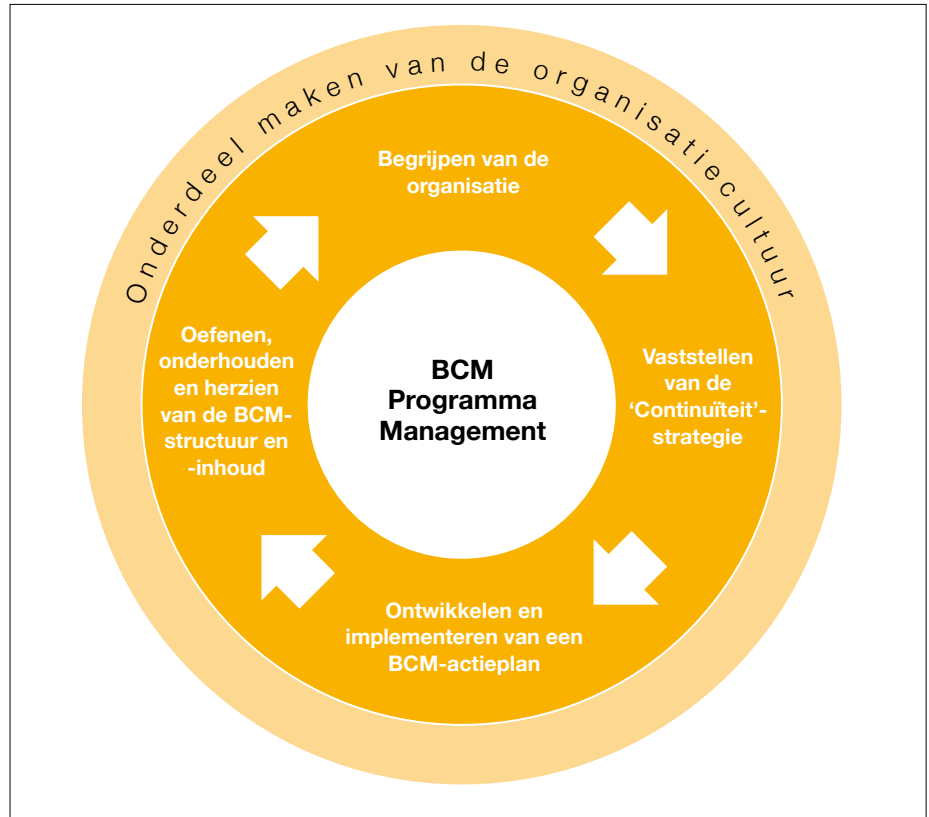 Onderdeel maken van de organisatiecultuur
Begrijpen van de
organisatie
Vaststellen
van de
‘Continuïteit’-
strategie
Ontwikkelen en
implementeren van een
BCM-actieplan
Oefenen,
onderhouden
en herzien
van de BCM-
structuur en
-inhoud
BCM
Programma
Management